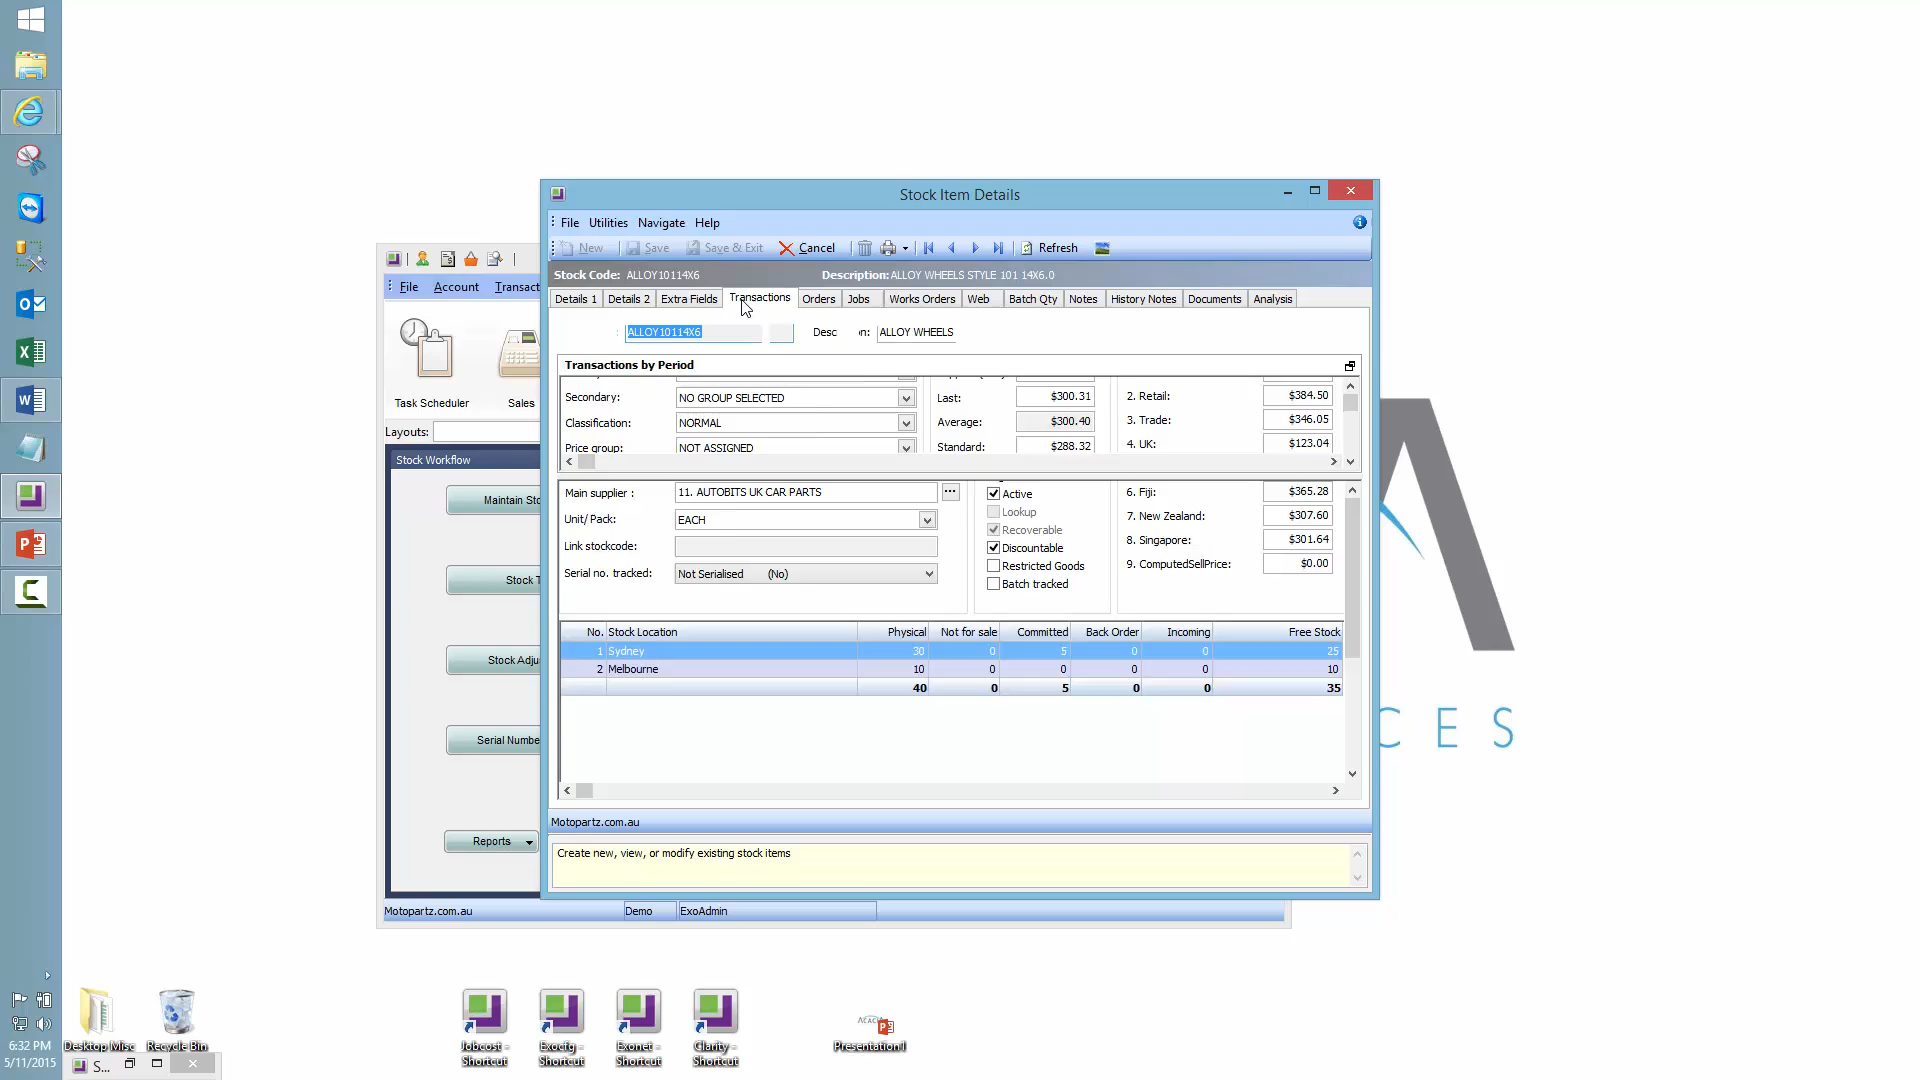 Stock Item Details
File Utilities Navigate Help
New Save Save & Exit Cancel Refresh
Stock Code: ALLOY10114X6 Description: ALLOY WHEELS STYLE 101 14X6.0
Details 1 Details 2 Extra Fields Transactions Orders Jobs Works Orders Web Batch Qty Notes History Notes Documents Analysis
: ALLOY10114X6 Desc n: ALLOY WHEELS
Transactions by Period
Secondary: NO GROUP SELECTED Last: $300.31 2. Retail: $384.50
Classification: NORMAL Average: $300.40 3. Trade: $346.05
Price group: NOT ASSIGNED Standard: $288.32 4. UK: $123.04
Main supplier : 11. AUTOBITS UK CAR PARTS ... Active 6. Fiji: $365.28
Lookup
Unit/ Pack: EACH Recoverable 7. New Zealand: $307.60
Link stockcode: Discountable 8. Singapore: $301.64
Restricted Goods 9. ComputedSellPrice: $0.00
Serial no. tracked: Not Serialised (No) Batch tracked
No. Stock Location Physical Not for sale Committed Back Order Incoming Free Stock
1 Sydney 30 0 5 0 0 25
2 Melbourne 10 0 0 0 0 10
40 0 5 0 0 35
Motopartz.com.au
Create new, view, or modify existing stock items
File Account Transact
Task Scheduler Sales
Layouts:
Stock Workflow
Maintain Sto
Stock T
Stock Adju
Serial Numbe
Reports
Motopartz.com.au Demo ExoAdmin
C E S
6:32 PM
5/11/2015
Desktop Misc
Recycle Bin
Jobcost - Shortcut
Exocfg - Shortcut
Exonet - Shortcut
Clarity - Shortcut
Presentation1
S...